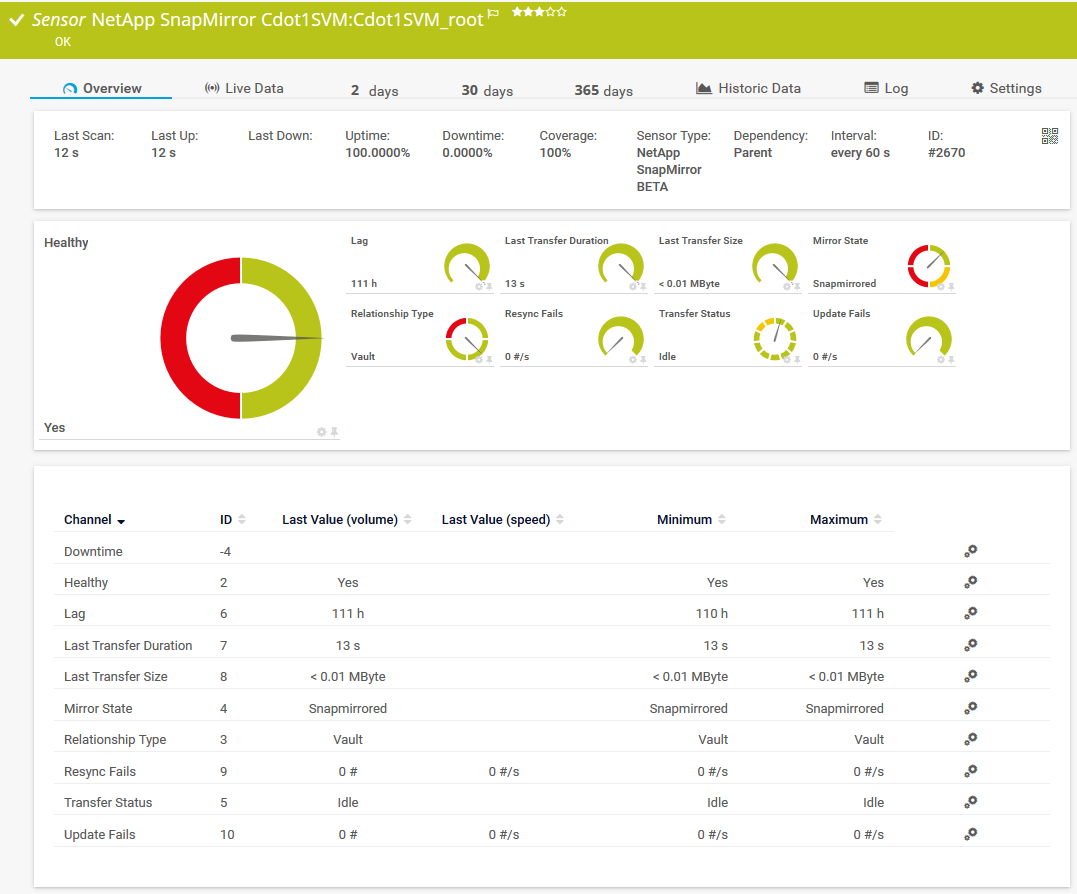 Sensor NetApp SnapMirror Cdot1SVM:Cdot1SVM_root
OK
Overview Live Data 2 days 30 days 365 days Historic Data Log Settings
Last Scan: Last Up: Last Down: Uptime: Downtime: Coverage: Sensor Type: Dependency: Interval: ID:
12 s 12 s 100.0000% 0.0000% 100% NetApp Parent every 60 s #2670
SnapMirror
BETA
Healthy
Yes
Lag Last Transfer Duration Last Transfer Size Mirror State
111 h 13 s < 0.01 MByte Snapmirrored
Relationship Type Resync Fails Transfer Status Update Fails
Vault 0 #/s Idle 0 #/s
Channel ID Last Value (volume) Last Value (speed) Minimum Maximum
Downtime -4
Healthy 2 Yes Yes Yes
Lag 6 111 h 110 h 111 h
Last Transfer Duration 7 13 s 13 s 13 s
Last Transfer Size 8 < 0.01 MByte < 0.01 MByte < 0.01 MByte
Mirror State 4 Snapmirrored Snapmirrored Snapmirrored
Relationship Type 3 Vault Vault Vault
Resync Fails 9 0 # 0 #/s 0 #/s 0 #/s
Transfer Status 5 Idle Idle Idle
Update Fails 10 0 # 0 #/s 0 #/s 0 #/s